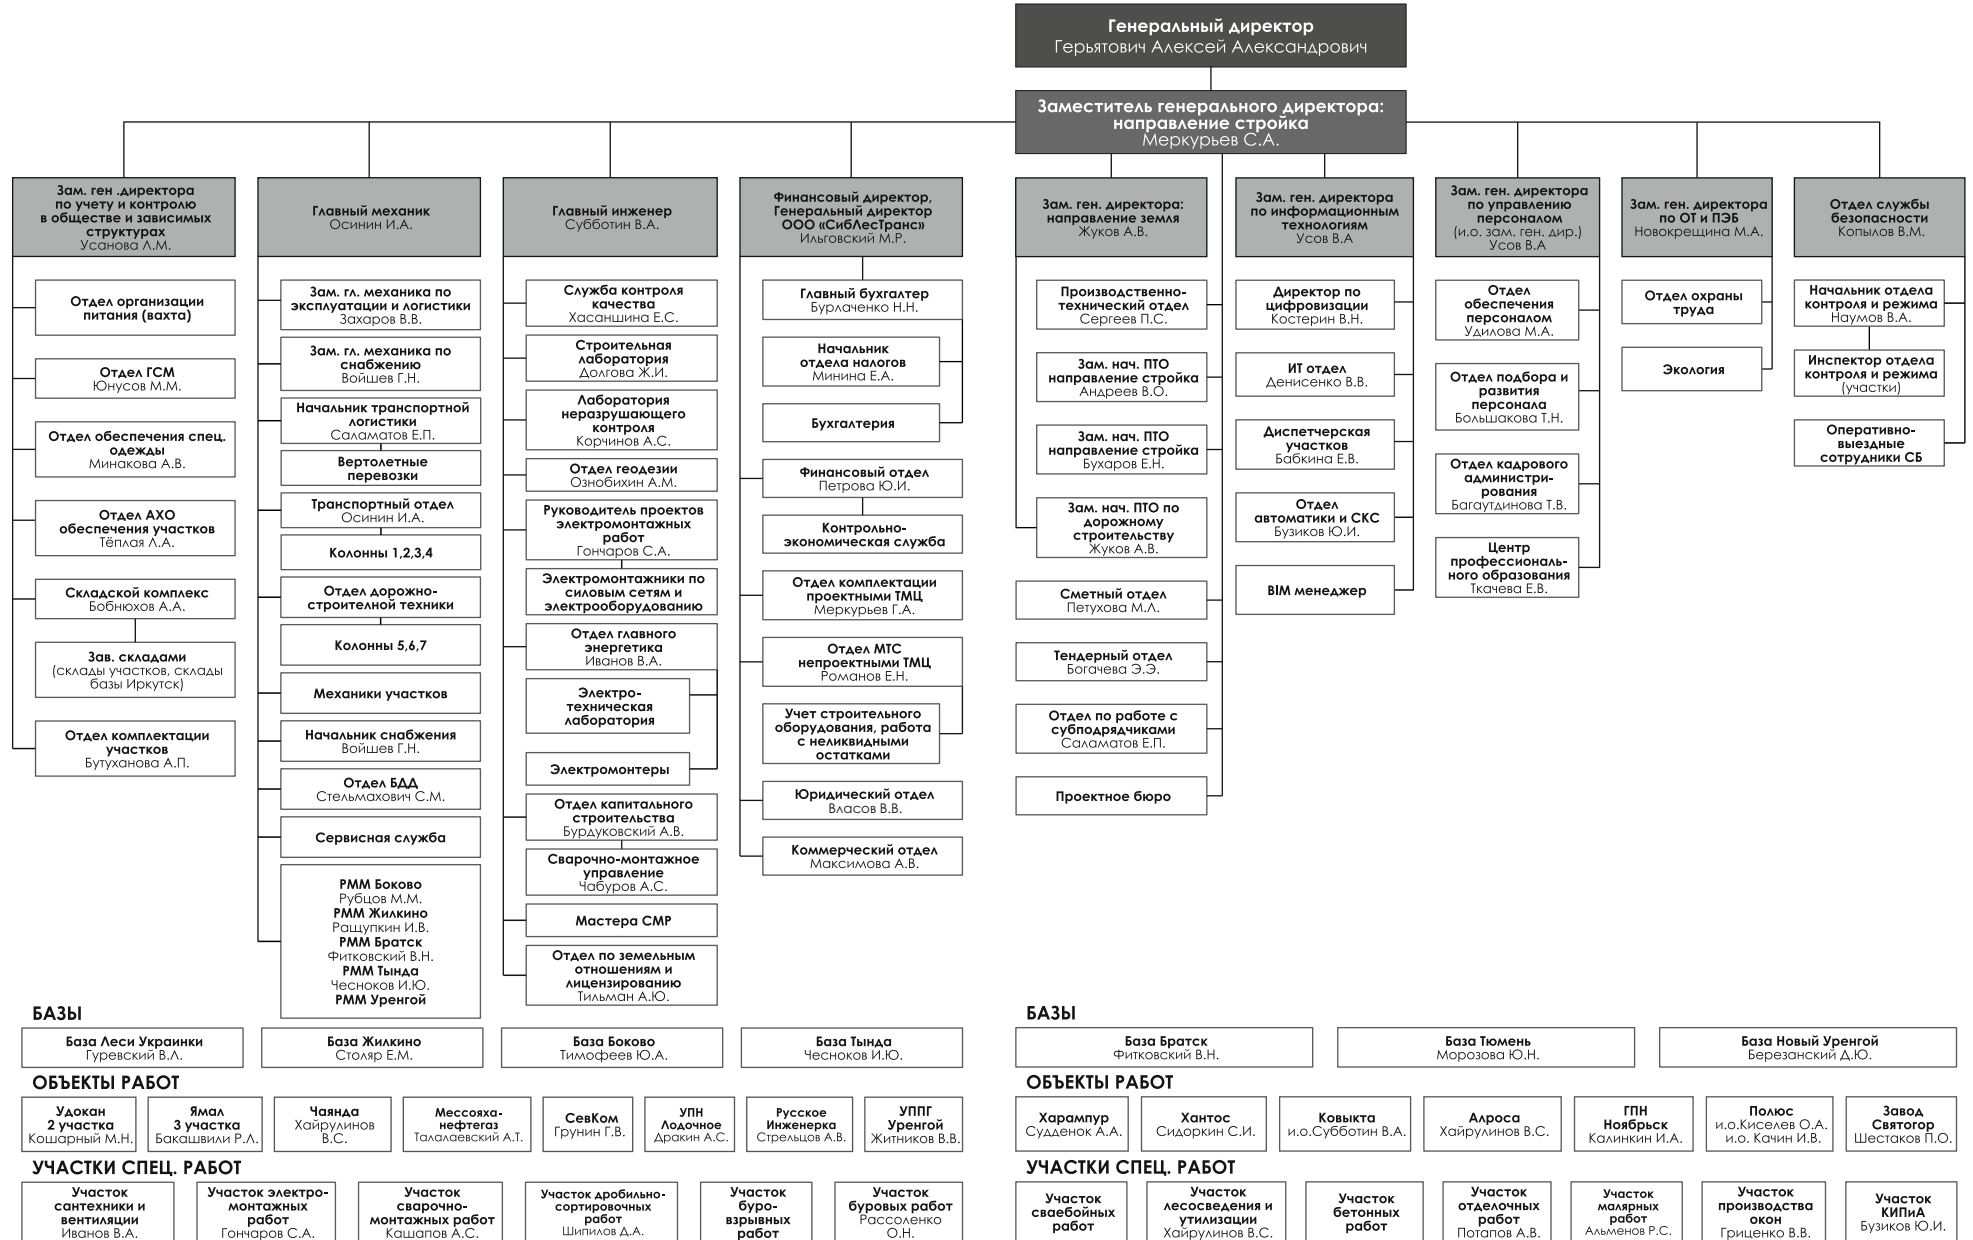 Генеральный директор
Герьятович Алексей Александрович
Заместитель генерального директора:
направление стройка
Меркурьев С.А.
Зам. ген .директора
по учету и контролю
в обществе и зависимых
структурах
Усанова Л.М.
Отдел организации
питания (вахта)
Отдел ГСМ
Юнусов М.М.
Отдел обеспечения спец.
одежды
Минакова А.В.
Отдел АХО
обеспечения участков
Тёплая Л.А.
Складской комплекс
Бобнюхов А.А.
Зав. складами
(склады участков, склады
базы Иркутск)
Отдел комплектации
участков
Бутуханова А.П.
Главный механик
Осинин И.А.
Зам. гл. механика по
эксплуатации и логистики
Захаров В.В.
Зам. гл. механика по
снабжению
Войшев Г.Н.
Начальник транспортной
логистики
Саламатов Е.П.
Вертолетные
перевозки
Транспортный отдел
Осинин И.А.
Колонны 1,2,3,4
Отдел дорожно-
строителной техники
Колонны 5,6,7
Механики участков
Начальник снабжения
Войшев Г.Н.
Отдел БДД
Стельмахович С.М.
Сервисная служба
РММ Боково
Рубцов М.М.
РММ Жилкино
Ращупкин И.В.
РММ Братск
Фитковский В.Н.
РММ Тында
Чесноков И.Ю.
РММ Уренгой
Главный инженер
Субботин В.А.
Служба контроля
качества
Хасаншина Е.С.
Строительная
лаборатория
Долгова Ж.И.
Лаборатория
неразрушающего
контроля
Корчинов А.С.
Отдел геодезии
Ознобихин А.М.
Руководитель проектов
электромонтажных
работ
Гончаров С.А.
Электромонтажники по
силовым сетям и
электрооборудованию
Отдел главного
энергетика
Иванов В.А.
Электро-
техническая
лаборатория
Электромонтеры
Отдел капитального
строительства
Бурдуковский А.В.
Сварочно-монтажное
управление
Чабуров А.С.
Мастера СМР
Отдел по земельным
отношениям и
лицензированию
Тильман А.Ю.
Финансовый директор,
Генеральный директор
ООО «СибЛесТранс»
Ильговский М.Р.
Главный бухгалтер
Бурлаченко Н.Н.
Начальник
отдела налогов
Минина Е.А.
Бухгалтерия
Финансовый отдел
Петрова Ю.И.
Контрольно-
экономическая служба
Отдел комплектации
проектными ТМЦ
Меркурьев Г.А.
Отдел МТС
непроектными ТМЦ
Романов Е.Н.
Учет строительного
оборудования, работа
с неликвидными
остатками
Юридический отдел
Власов В.В.
Коммерческий отдел
Максимова А.В.
Зам. ген. директора:
направление земля
Жуков А.В.
Производственно-
технический отдел
Сергеев П.С.
Зам. нач. ПТО
направление стройка
Андреев В.О.
Зам. нач. ПТО
направление стройка
Бухаров Е.Н.
Зам. нач. ПТО по
дорожному
строительству
Жуков А.В.
Сметный отдел
Петухова М.Л.
Тендерный отдел
Богачева Э.Э.
Отдел по работе с
субподрядчиками
Саламатов Е.П.
Проектное бюро
Зам. ген. директора
по информационным
технологиям
Усов В.А
Директор по
цифровизации
Костерин В.Н.
ИТ отдел
Денисенко В.В.
Диспетчерская
участков
Бабкина Е.В.
Отдел
автоматики и СКС
Бузиков Ю.И.
BIM менеджер
Зам. ген. директора
по управлению
персоналом
(и.о. зам. ген. дир.)
Усов В.А
Отдел
обеспечения
персоналом
Удилова М.А.
Отдел подбора и
развития
персонала
Большакова Т.Н.
Отдел кадрового
администри-
рования
Багаутдинова Т.В.
Центр
профессиональ-
ного образования
Ткачева Е.В.
Зам. ген. директора
по ОТ и ПЭБ
Новокрещина М.А.
Отдел охраны
труда
Экология
Отдел службы
безопасности
Копылов В.М.
Начальник отдела
контроля и режима
Наумов В.А.
Инспектор отдела
контроля и режима
(участки)
Оперативно-
выездные
сотрудники СБ
БАЗЫ
База Леси Украинки
Гуревский В.Л.
База Жилкино
Столяр Е.М.
База Боково
Тимофеев Ю.А.
База Тында
Чесноков И.Ю.
БАЗЫ
База Братск
Фитковский В.Н.
База Тюмень
Морозова Ю.Н.
База Новый Уренгой
Березанский Д.Ю.
ОБЪЕКТЫ РАБОТ
Удокан
2 участка
Кошарный М.Н.
Ямал
3 участка
Бакашвили Р.Л.
Чаянда
Хайрулинов
В.С.
Мессояха-
нефтегаз
Талалаевский А.Т.
СевКом
Грунин Г.В.
УПН
Лодочное
Дракин А.С.
Русское
Инженерка
Стрельцов А.В.
УППГ
Уренгой
Житников В.В.
ОБЪЕКТЫ РАБОТ
Харампур
Судденок А.А.
Хантос
Сидоркин С.И.
Ковыкта
и.о.Субботин В.А.
Алроса
Хайрулинов В.С.
ГПН
Ноябрьск
Калинкин И.А.
Полюс
и.о.Киселев О.А.
и.о. Качин И.В.
Завод
Святогор
Шестаков П.О.
УЧАСТКИ СПЕЦ. РАБОТ
Участок
сантехники и
вентиляции
Иванов В.А.
Участок электро-
монтажных
работ
Гончаров С.А.
Участок
сварочно-
монтажных работ
Кашапов А.С.
Участок дробильно-
сортировочных
работ
Шипилов Д.А.
Участок
буро-
взрывных
работ
Участок
буровых работ
Рассоленко
О.Н.
УЧАСТКИ СПЕЦ. РАБОТ
Участок
сваебойных
работ
Участок
лесосведения и
утилизации
Хайрулинов В.С.
Участок
бетонных
работ
Участок
отделочных
работ
Потапов А.В.
Участок
малярных
работ
Альменов Р.С.
Участок
производства
окон
Гриценко В.В.
Участок
КИПиА
Бузиков Ю.И.